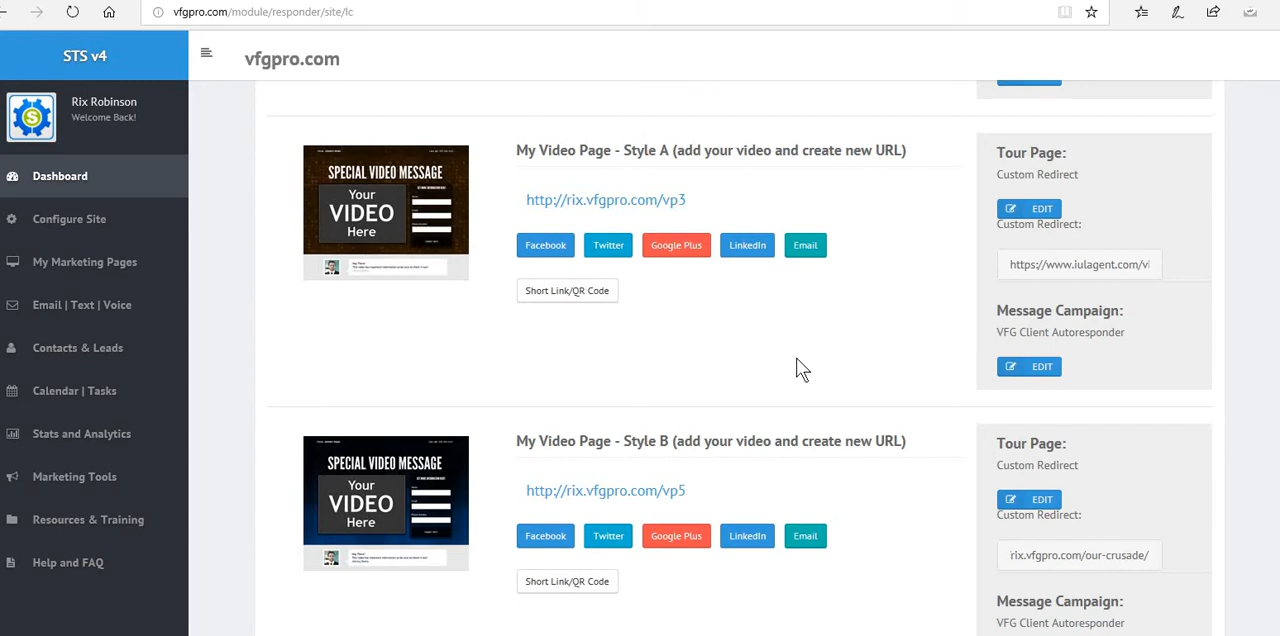 vfgpro.com/module/responder/site/lc
STS v4
vfgpro.com
Rix Robinson
Welcome Back!
Dashboard
Configure Site
My Marketing Pages
Email | Text | Voice
Contacts & Leads
Calendar | Tasks
Stats and Analytics
Marketing Tools
Resources & Training
Help and FAQ
SPECIAL VIDEO MESSAGE
Your
VIDEO
Here
My Video Page - Style A (add your video and create new URL)
http://rix.vfgpro.com/vp3
Facebook Twitter Google Plus LinkedIn Email
Short Link/QR Code
Tour Page:
Custom Redirect
EDIT
Custom Redirect:
https://www.iulagent.com/vi
Message Campaign:
VFG Client Autoresponder
EDIT
SPECIAL VIDEO MESSAGE
Your
VIDEO
Here
My Video Page - Style B (add your video and create new URL)
http://rix.vfgpro.com/vp5
Facebook Twitter Google Plus LinkedIn Email
Short Link/QR Code
Tour Page:
Custom Redirect
EDIT
Custom Redirect:
rix.vfgpro.com/our-crusade/
Message Campaign:
VFG Client Autoresponder